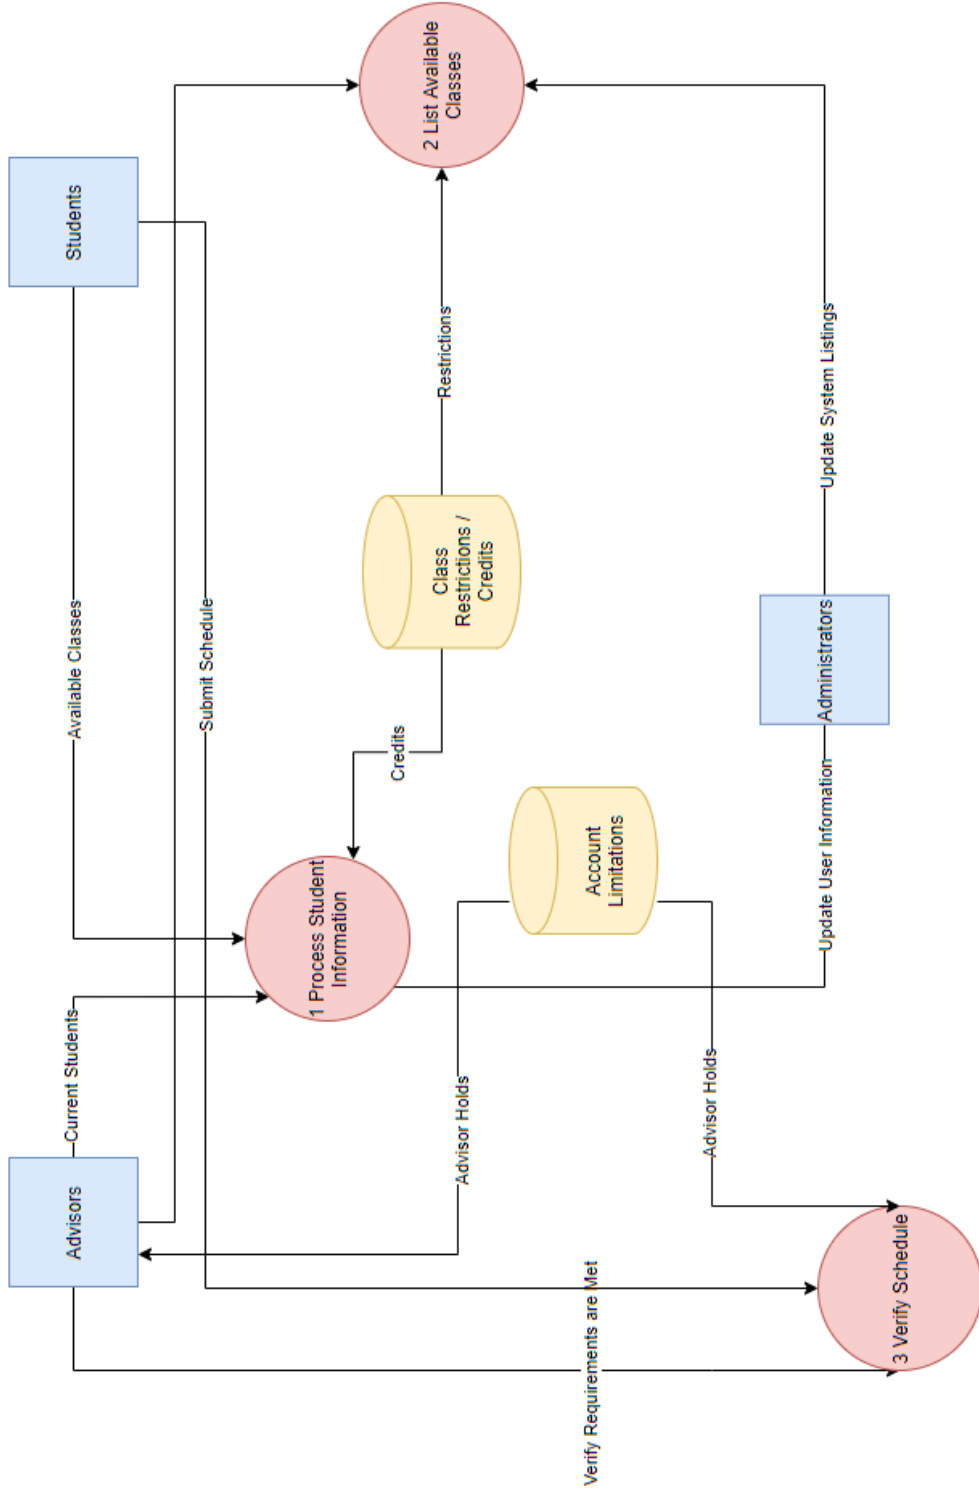 Advisors
Current Students
Available Classes
Students
Submit Schedule
1 Process Student
Information
Credits
2 List Available
Classes
Restrictions
Class
Restrictions /
Credits
Advisor Holds
Account
Limitations
Verify Requirements are Met
Advisor Holds
Update User Information
Administrators
Update System Listings
3 Verify Schedule